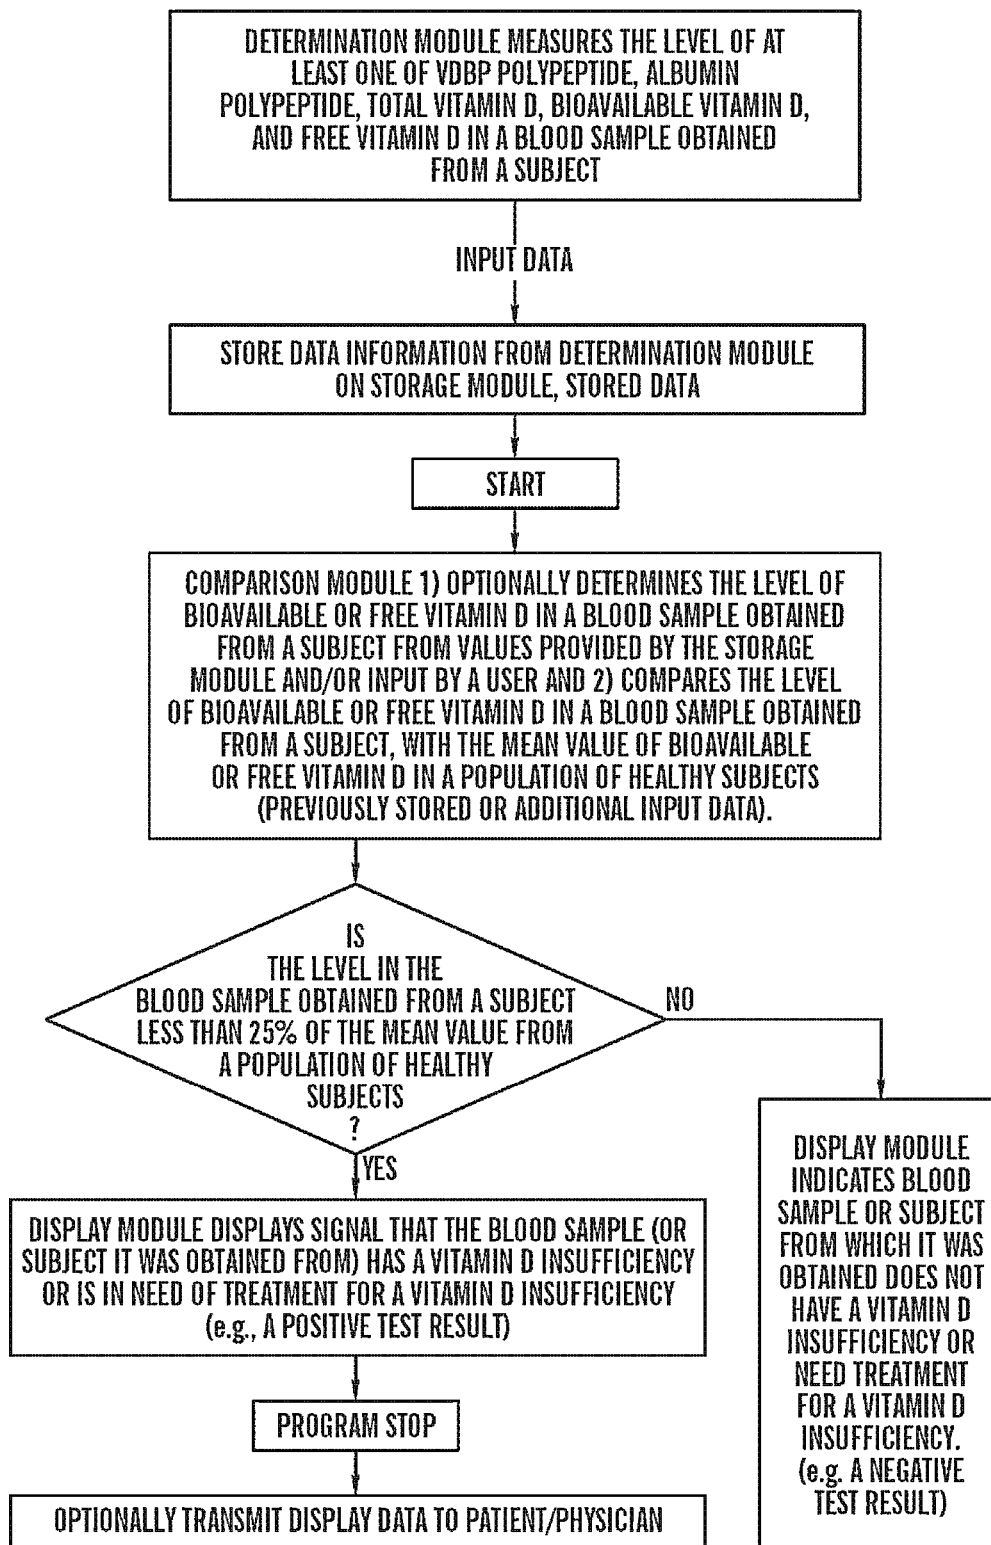 DETERMINATION MODULE MEASURES THE LEVEL OF AT
LEAST ONE OF VDBP POLYPEPTIDE, ALBUMIN
POLYPEPTIDE, TOTAL VITAMIN D, BIOAVAILABLE VITAMIN D,
AND FREE VITAMIN D IN A BLOOD SAMPLE OBTAINED
FROM A SUBJECT
INPUT DATA
STORE DATA INFORMATION FROM DETERMINATION MODULE
ON STORAGE MODULE, STORED DATA
START
COMPARISON MODULE 1) OPTIONALLY DETERMINES THE LEVEL OF
BIOAVAILABLE OR FREE VITAMIN D IN A BLOOD SAMPLE OBTAINED
FROM A SUBJECT FROM VALUES PROVIDED BY THE STORAGE
MODULE AND/OR INPUT BY A USER AND 2) COMPARES THE LEVEL
OF BIOAVAILABLE OR FREE VITAMIN D IN A BLOOD SAMPLE OBTAINED
FROM A SUBJECT, WITH THE MEAN VALUE OF BIOAVAILABLE
OR FREE VITAMIN D IN A POPULATION OF HEALTHY SUBJECTS
(PREVIOUSLY STORED OR ADDITIONAL INPUT DATA).
IS
THE LEVEL IN THE
BLOOD SAMPLE OBTAINED FROM A SUBJECT
LESS THAN 25% OF THE MEAN VALUE FROM
A POPULATION OF HEALTHY
SUBJECTS
?
NO
YES
DISPLAY MODULE DISPLAYS SIGNAL THAT THE BLOOD SAMPLE (OR
SUBJECT IT WAS OBTAINED FROM) HAS A VITAMIN D INSUFFICIENCY
OR IS IN NEED OF TREATMENT FOR A VITAMIN D INSUFFICIENCY
(e.g., A POSITIVE TEST RESULT)
PROGRAM STOP
OPTIONALLY TRANSMIT DISPLAY DATA TO PATIENT/PHYSICIAN
DISPLAY MODULE
INDICATES BLOOD
SAMPLE OR SUBJECT
FROM WHICH IT WAS
OBTAINED DOES NOT
HAVE A VITAMIN D
INSUFFICIENCY OR
NEED TREATMENT
FOR A VITAMIN D
INSUFFICIENCY.
(e.g. A NEGATIVE
TEST RESULT)